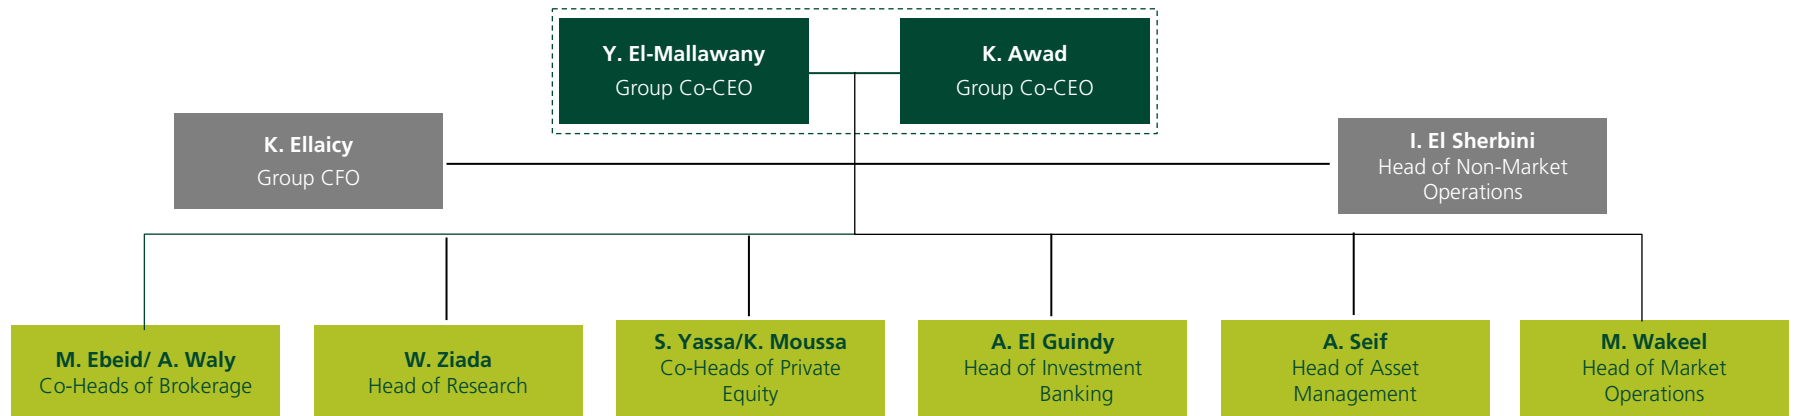 Y. El-Mallawany
Group Co-CEO
K. Awad
Group Co-CEO
K. Ellaicy
Group CFO
I. El Sherbini
Head of Non-Market
Operations
M. Ebeid/ A. Waly
Co-Heads of Brokerage
W. Ziada
Head of Research
S. Yassa/K. Moussa
Co-Heads of Private
Equity
A. El Guindy
Head of Investment
Banking
A. Seif
Head of Asset
Management
M. Wakeel
Head of Market
Operations